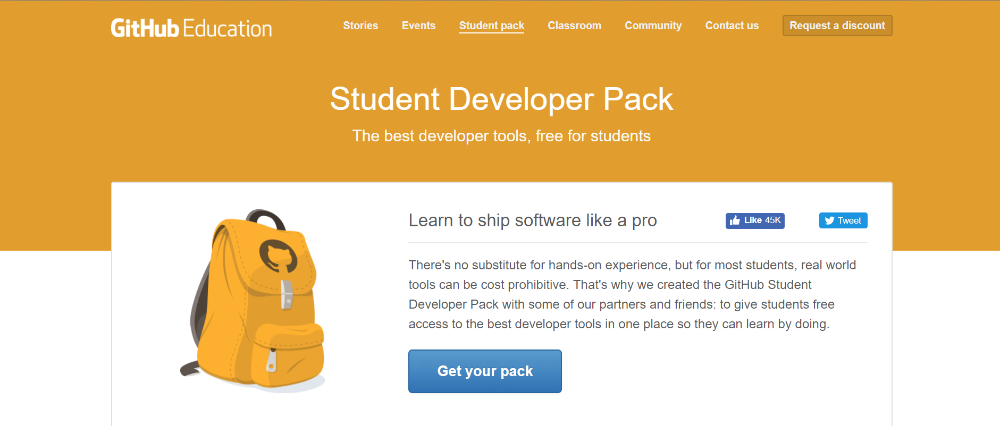 GitHub Education
Stories Events Student pack Classroom Community Contact us Request a discount
Student Developer Pack
The best developer tools, free for students
Learn to ship software like a pro
Like 45K
Tweet
There's no substitute for hands-on experience, but for most students, real world
tools can be cost prohibitive. That's why we created the GitHub Student
Developer Pack with some of our partners and friends: to give students free
access to the best developer tools in one place so they can learn by doing.
Get your pack